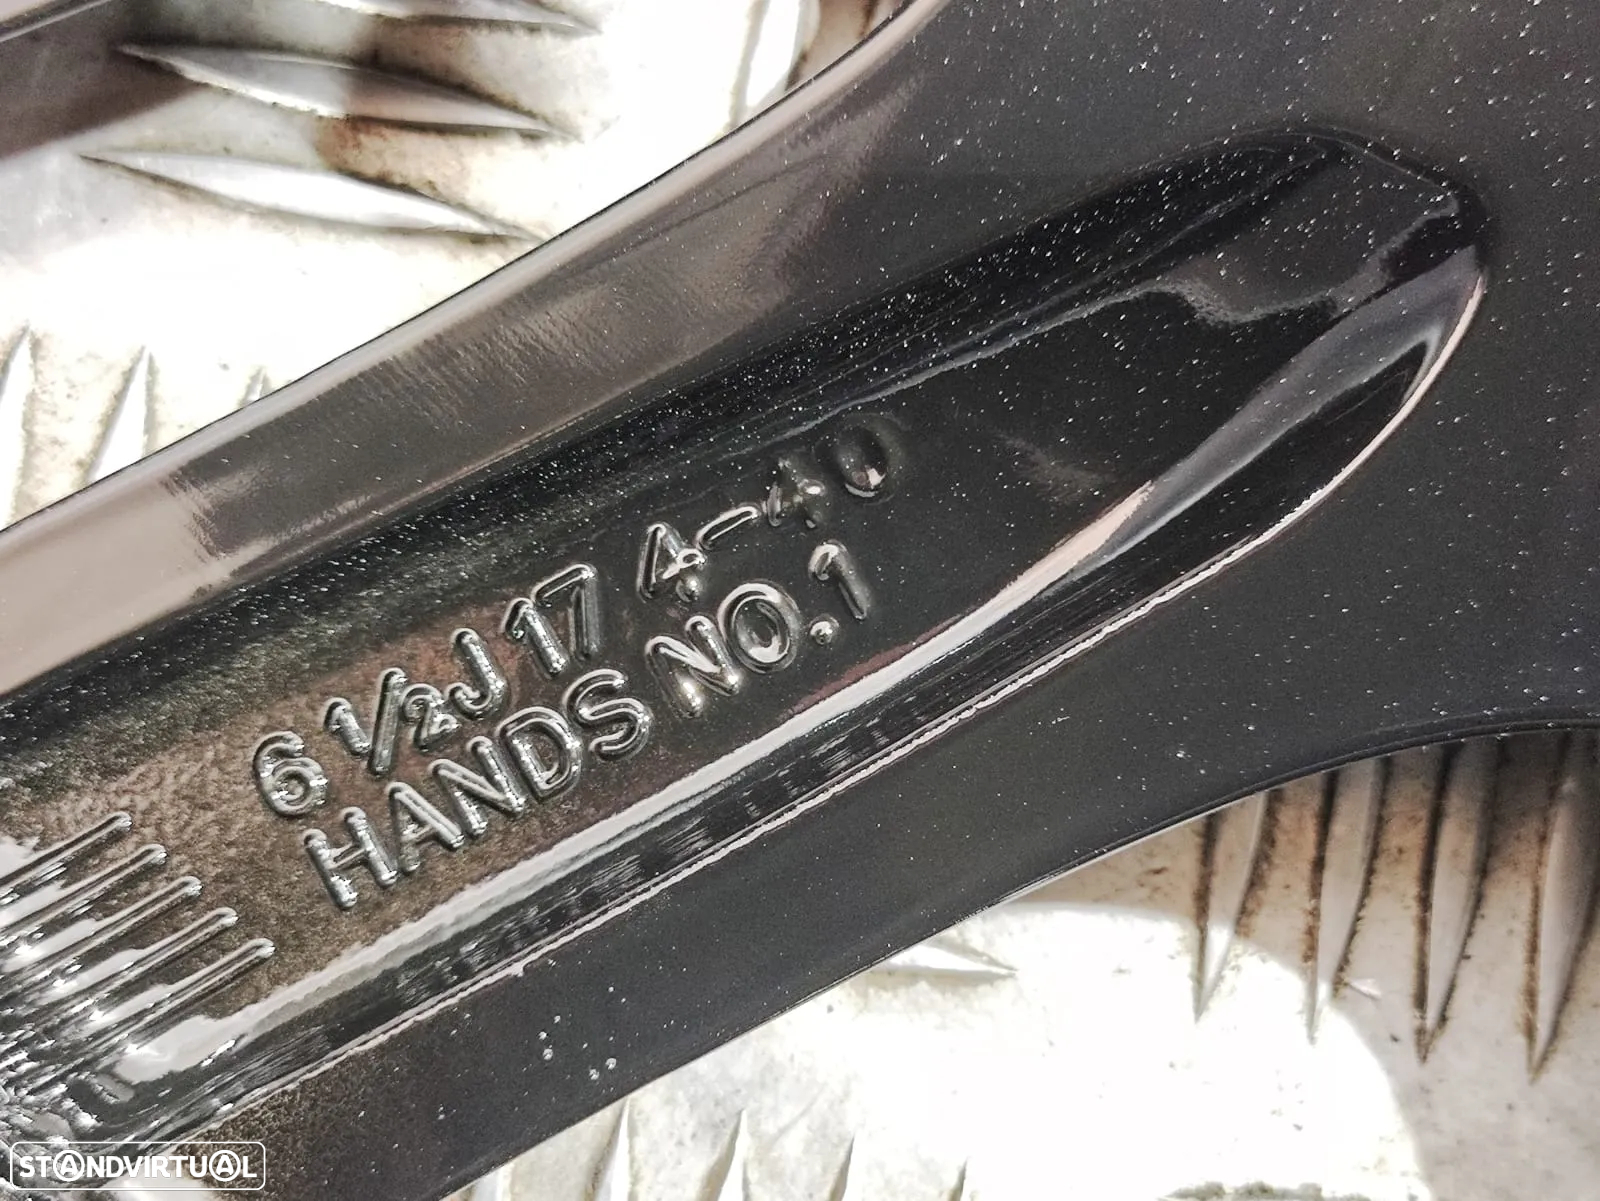 6 ½J 17 4-40
HANDS NO.1
STANDVIRTUAL